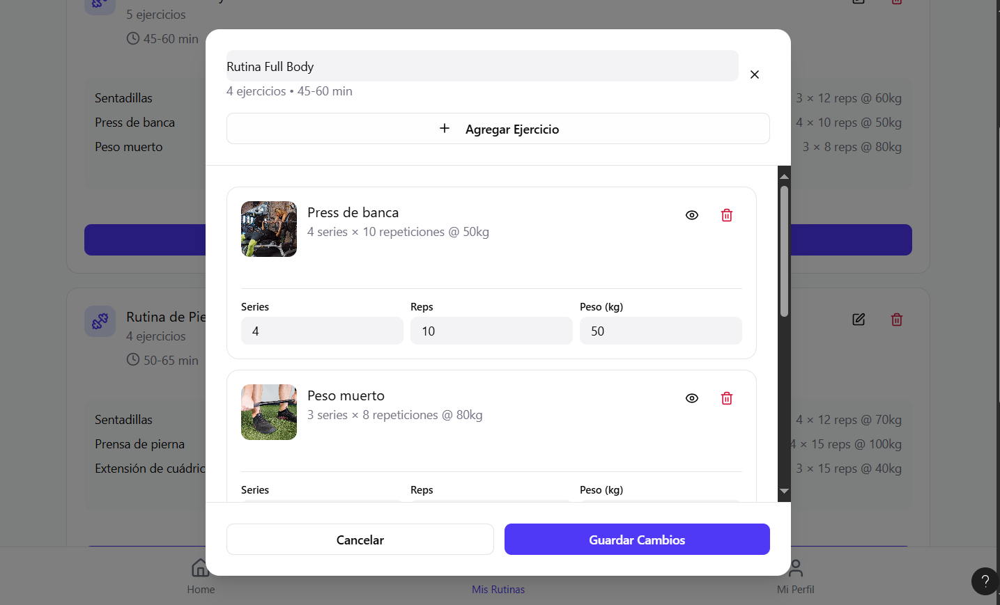 5 ejercicios
45-60 min
Rutina Full Body
4 ejercicios • 45-60 min
+ Agregar Ejercicio
Sentadillas
3 × 12 reps @ 60kg
Press de banca
4 × 10 reps @ 50kg
Peso muerto
3 × 8 reps @ 80kg
Press de banca
4 series × 10 repeticiones @ 50kg
Series
Reps
Peso (kg)
4
10
50
Rutina de Pie
4 ejercicios
50-65 min
Peso muerto
3 series × 8 repeticiones @ 80kg
Series
Reps
Peso (kg)
Sentadillas
4 × 12 reps @ 70kg
Prensa de pierna
4 × 15 reps @ 100kg
Extensión de cuádric
3 × 15 reps @ 40kg
Cancelar
Guardar Cambios
Home
Mis Rutinas
Mi Perfil
?